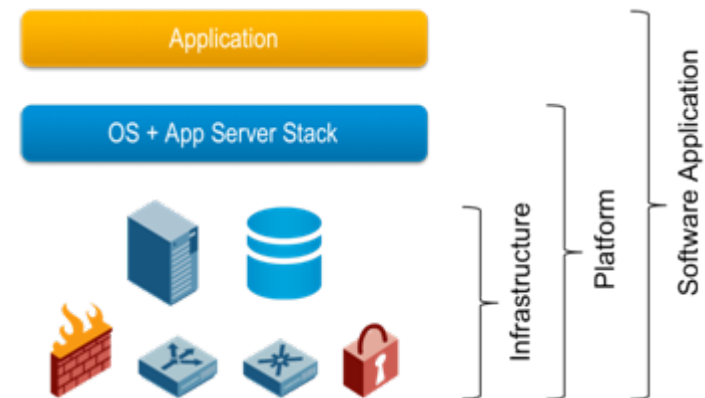 Application
OS + App Server Stack
Infrastructure
Platform
Software Application